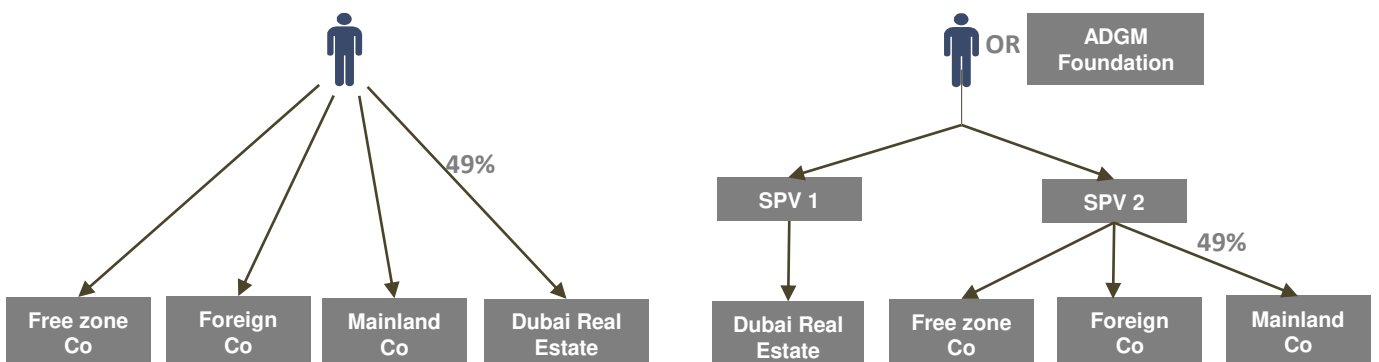 OR
ADGM
Foundation
49%
SPV 1
SPV 2
49%
Free zone
Co
Foreign
Co
Mainland
Co
Dubai Real
Estate
Dubai Real
Estate
Free zone
Co
Foreign
Co
Mainland
Co